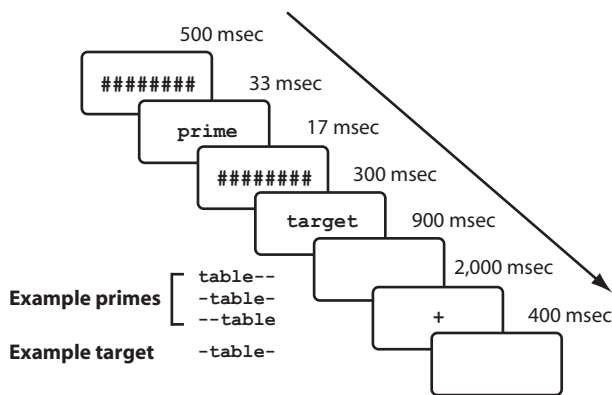 500 msec
########
33 msec
prime
17 msec
########
300 msec
target
900 msec
2,000 msec
+
400 msec
Example primes
table--
-table-
--table
Example target
-table-